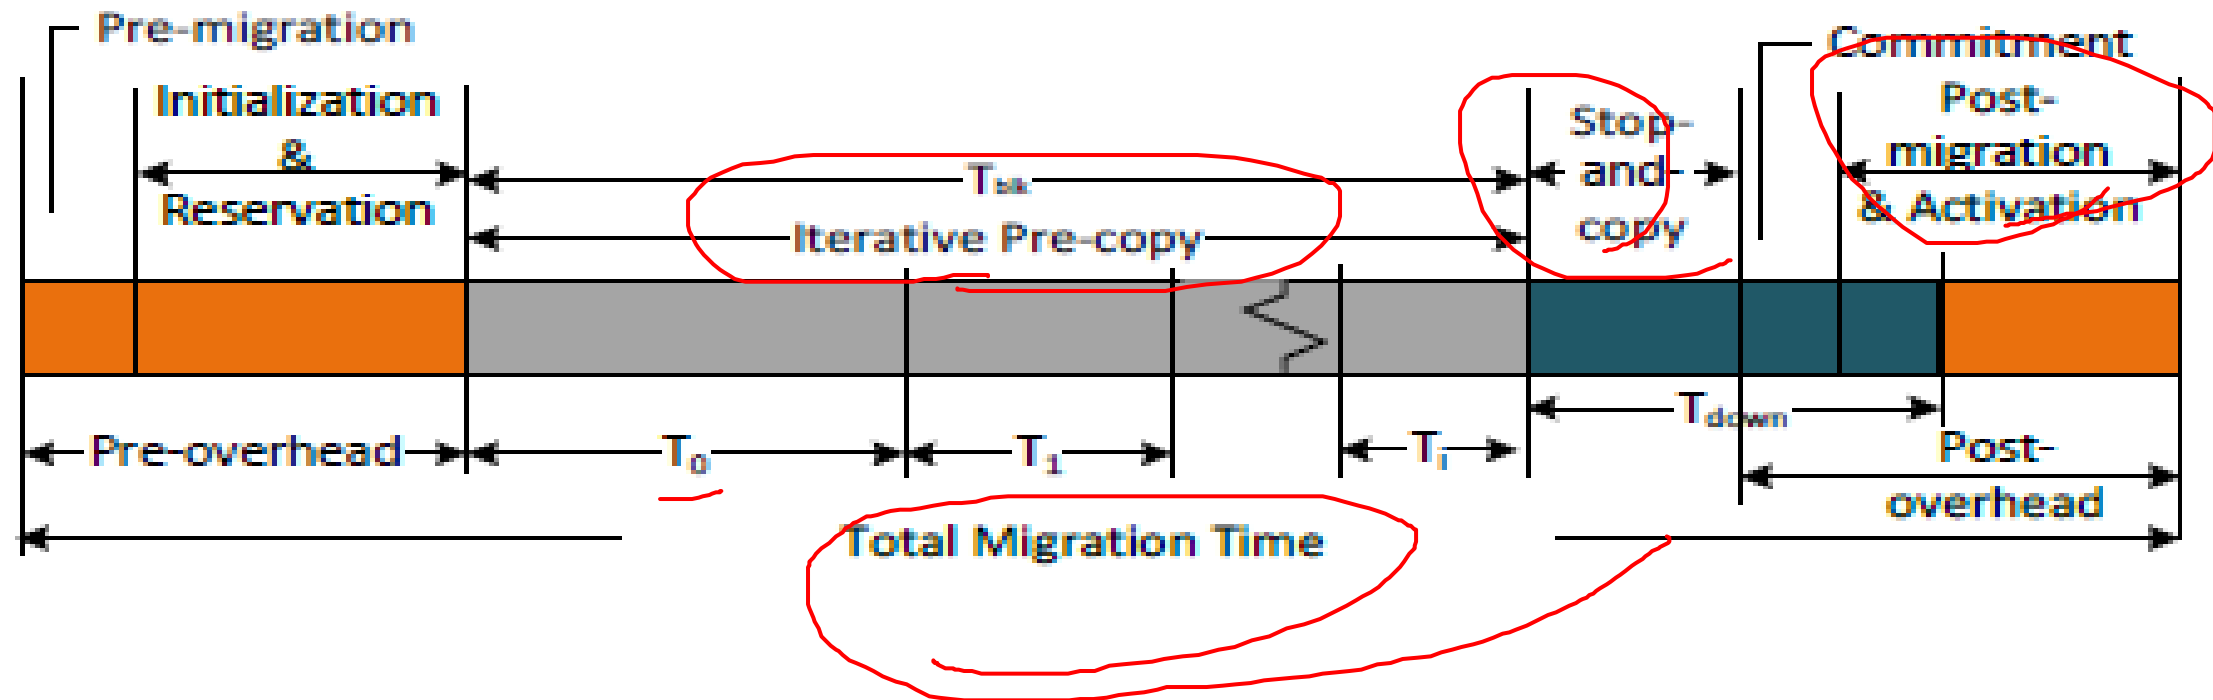 Pre-migration
Commitment
Initialization
&
Reservation
T
Iterative Pre-copy
Stop-
and
copy
Post-
migration
& Activation
Pre-overhead
T0
T1
Ti
Tdown
Post-
overhead
Total Migration Time